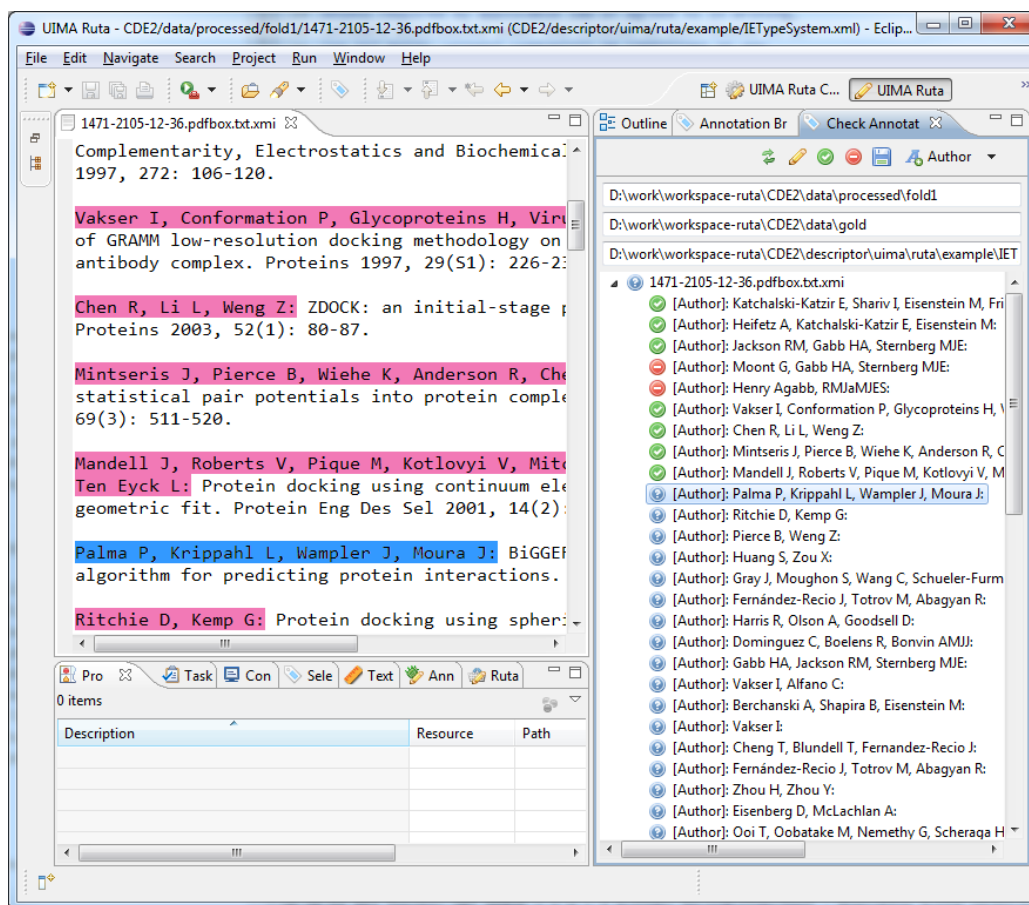 UIMA Ruta - CDE2/data/processed/fold1/1471-2105-12-36.pdfbox.txt.xmi (CDE2/descriptor/uima/ruta/example/IETypeSystem.xml) - Eclip...
File Edit Navigate Search Project Run Window Help
UIMA Ruta C... UIMA Ruta
1471-2105-12-36.pdfbox.txt.xmi
Complementarity, Electrostatics and Biochemical
1997, 272: 106-120.
Vakser I, Conformation P, Glycoproteins H, Viru
of GRAMM low-resolution docking methodology on
antibody complex. Proteins 1997, 29(S1): 226-23
Chen R, Li L, Weng Z: ZDOCK: an initial-stage p
Proteins 2003, 52(1): 80-87.
Mintseris J, Pierce B, Wiehe K, Anderson R, Che
statistical pair potentials into protein comple
69(3): 511-520.
Mandell J, Roberts V, Pique M, Kotlovyi V, Mitc
Ten Eyck L: Protein docking using continuum ele
geometric fit. Protein Eng Des Sel 2001, 14(2):
Palma P, Krippahl L, Wampler J, Moura J: BiGGER
algorithm for predicting protein interactions.
Ritchie D, Kemp G: Protein docking using spheri
Pro Task Con Sele Text Ann Ruta
0 items
Description Resource Path
Outline Annotation Br Check Annotat
Author
D:\work\workspace-ruta\CDE2\data\processed\fold1
D:\work\workspace-ruta\CDE2\data\gold
D:\work\workspace-ruta\CDE2\descriptor\uima\ruta\example\IET
1471-2105-12-36.pdfbox.txt.xmi
[Author]: Katchalski-Katzir E, Shariv I, Eisenstein M, Fri
[Author]: Heifetz A, Katchalski-Katzir E, Eisenstein M:
[Author]: Jackson RM, Gabb HA, Sternberg MJE:
[Author]: Moont G, Gabb HA, Sternberg MJE:
[Author]: Henry Agabb, RMJaMJES:
[Author]: Vakser I, Conformation P, Glycoproteins H, V
[Author]: Chen R, Li L, Weng Z:
[Author]: Mintseris J, Pierce B, Wiehe K, Anderson R, C
[Author]: Mandell J, Roberts V, Pique M, Kotlovyi V, M
[Author]: Palma P, Krippahl L, Wampler J, Moura J:
[Author]: Ritchie D, Kemp G:
[Author]: Pierce B, Weng Z:
[Author]: Huang S, Zou X:
[Author]: Gray J, Moughon S, Wang C, Schueler-Furm
[Author]: Fernández-Recio J, Totrov M, Abagyan R:
[Author]: Harris R, Olson A, Goodsell D:
[Author]: Dominguez C, Boelens R, Bonvin AMJJ:
[Author]: Gabb HA, Jackson RM, Sternberg MJE:
[Author]: Vakser I, Alfano C:
[Author]: Berchanski A, Shapira B, Eisenstein M:
[Author]: Vakser I:
[Author]: Cheng T, Blundell T, Fernandez-Recio J:
[Author]: Fernández-Recio J, Totrov M, Abagyan R:
[Author]: Zhou H, Zhou Y:
[Author]: Eisenberg D, McLachlan A:
[Author]: Ooi T, Oobatake M, Nemethy G, Scheraga H